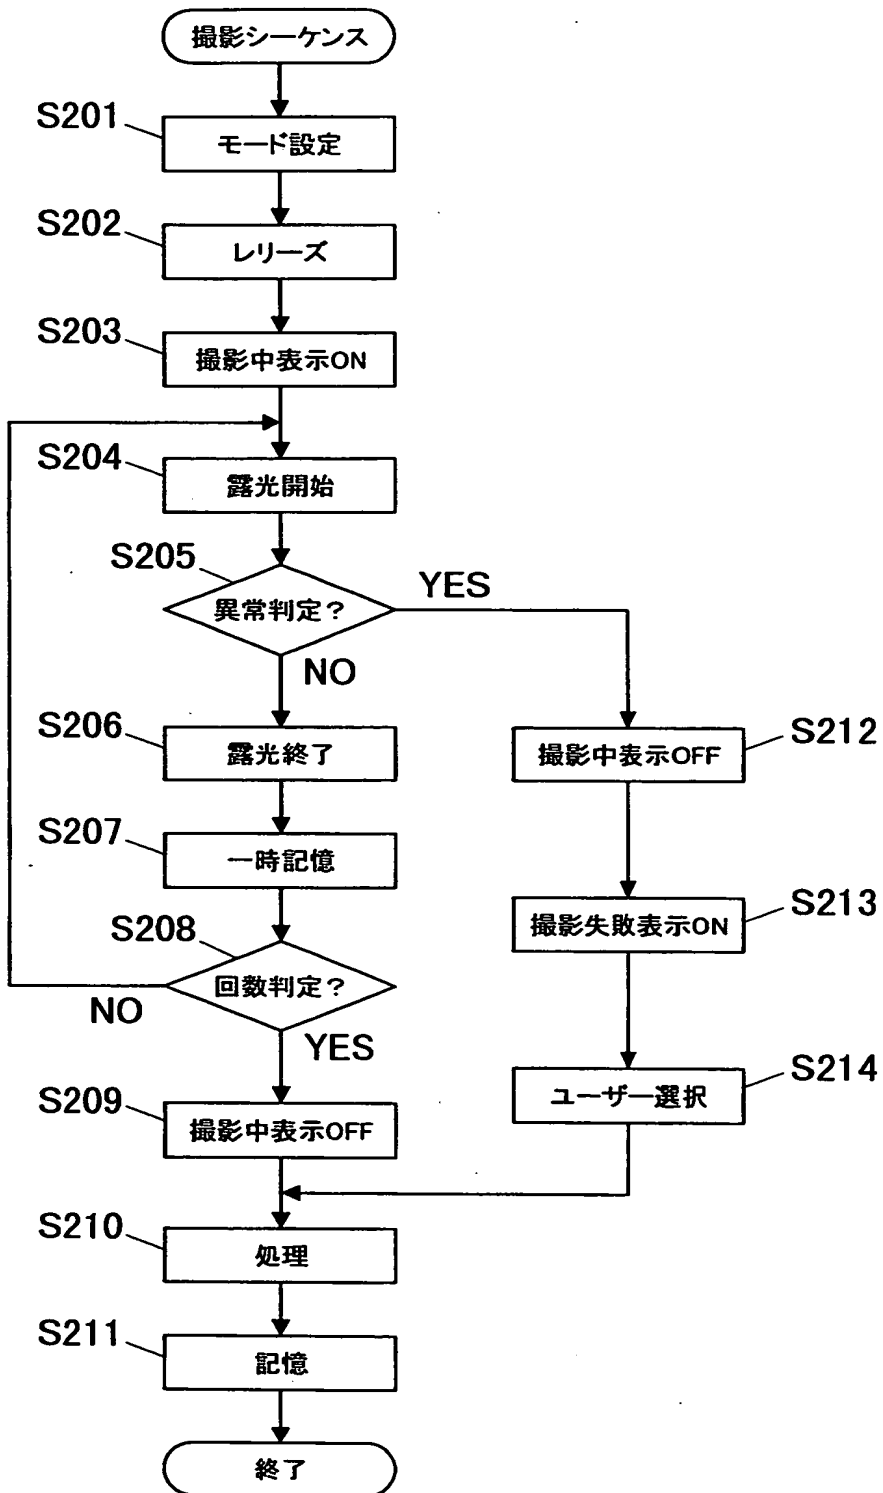 撮影シーケンス
S201
モード設定
S202
レリーズ
S203
撮影中表示ON
S204
露光開始
S205
異常判定?
YES
NO
S206
露光終了
S212
撮影中表示OFF
S207
一時記憶
S213
撮影失敗表示ON
S208
回数判定?
NO
YES
S214
ユーザー選択
S209
撮影中表示OFF
S210
処理
S211
記憶
終了